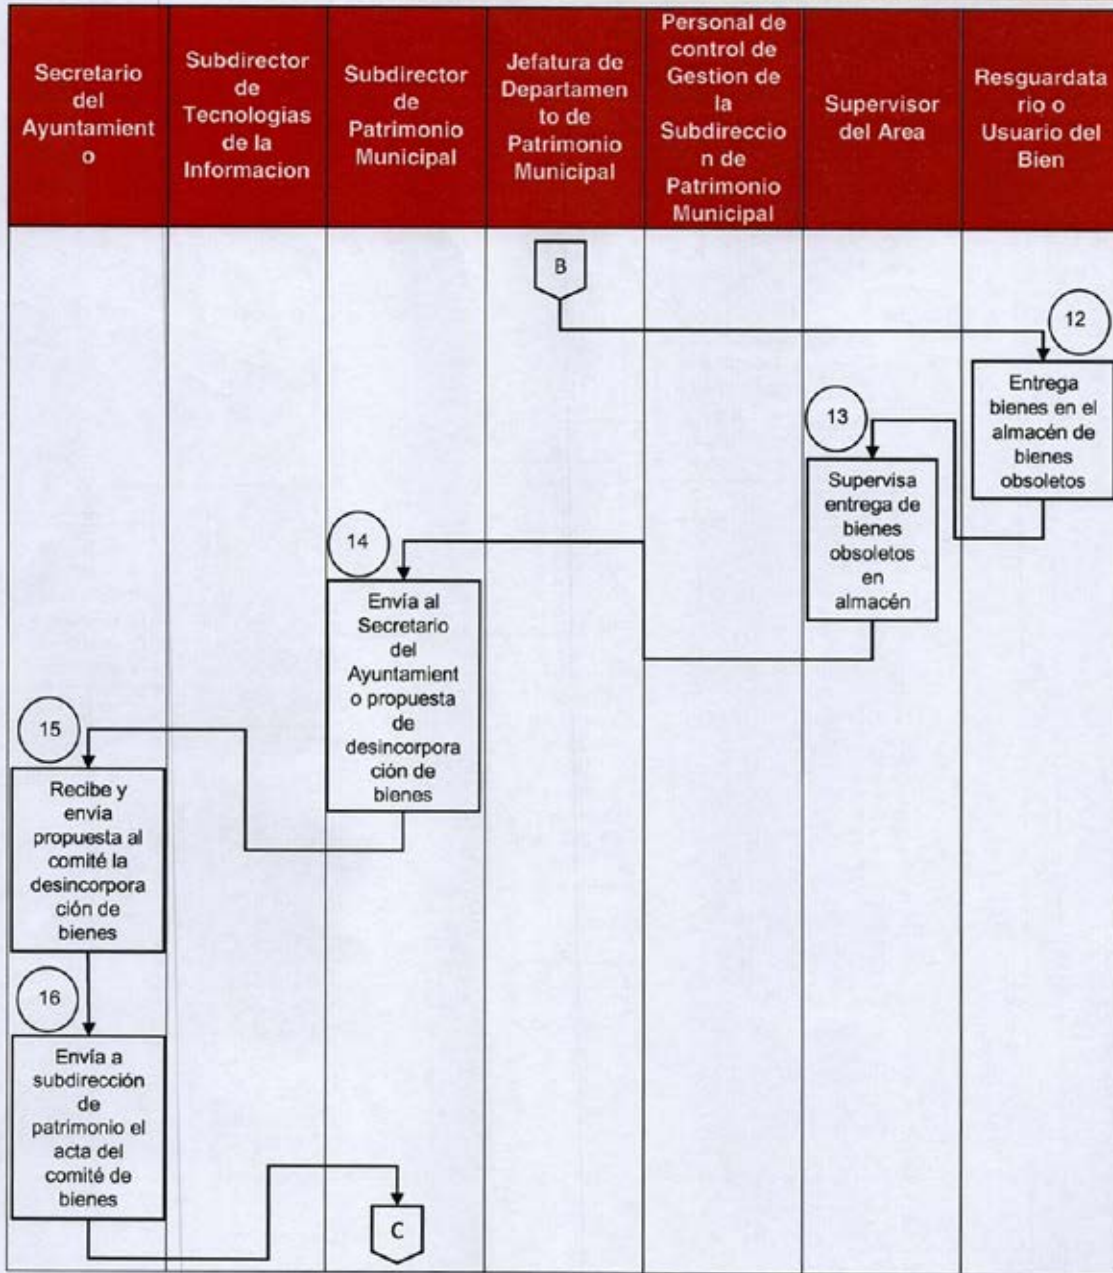 Secretario
del
Ayuntamient
o
Subdirector
de
Tecnologias
de la
Informacion
Subdirector
de
Patrimonio
Municipal
Jefatura de
Departamen
to de
Patrimonio
Municipal
Personal de
control de
Gestion de
la
Subdireccio
n de
Patrimonio
Municipal
Supervisor
del Area
Resguardata
rio o
Usuario del
Bien
B
12
Entrega
bienes en el
almacén de
bienes
obsoletos
13
Supervisa
entrega de
bienes
obsoletos
en
almacén
14
Envía al
Secretario
del
Ayuntamient
o propuesta
de
desincorpora
ción de
bienes
15
Recibe y
envía
propuesta al
comité la
desincorpora
ción de
bienes
16
Envía a
subdirección
de
patrimonio el
acta del
comité de
bienes
C